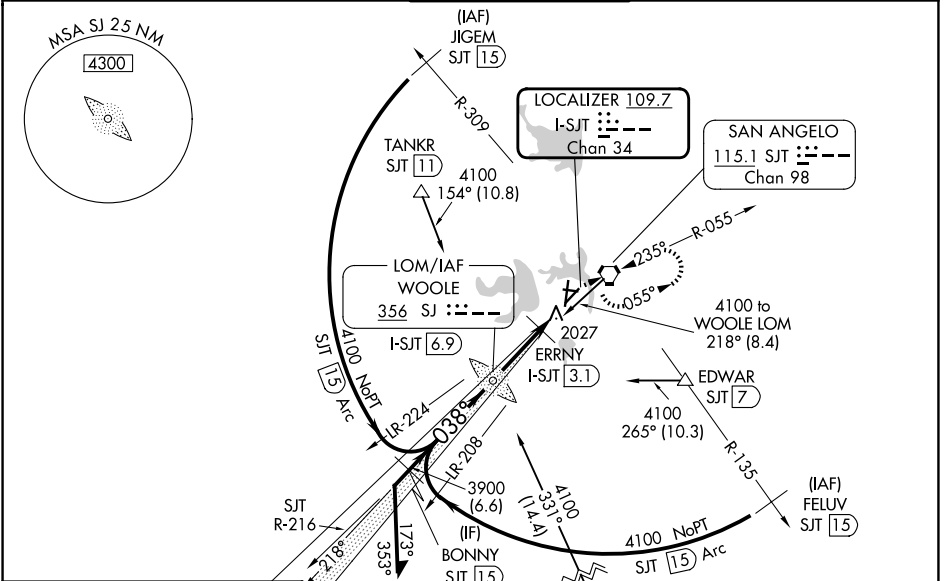 MSA SJ 25 NM
4300
(IAF)
JIGEM
SJT 15
R-309
LOCALIZER 109.7
I-SJT
Chan 34
SAN ANGELO
115.1 SJT
Chan 98
TANKR
SJT 11
4100
154° (10.8)
R-055
235°
055°
LOM/IAF
WOOLE
356 SJ
I-SJT 6.9
2027
4100 to
WOOLE LOM
218° (8.4)
ERRNY
I-SJT 3.1
EDWAR
SJT 7
4100
265° (10.3)
R-135
4100 NoPT
SJT 15 Arc
LR-224
038°
LR-208
3900
(6.6)
SJT
R-216
218°
173°
353°
(IF)
BONNY
SJT 15
4100
331°
(14.4)
4100 NoPT
SJT 15 Arc
(IAF)
FELUV
SJT 15